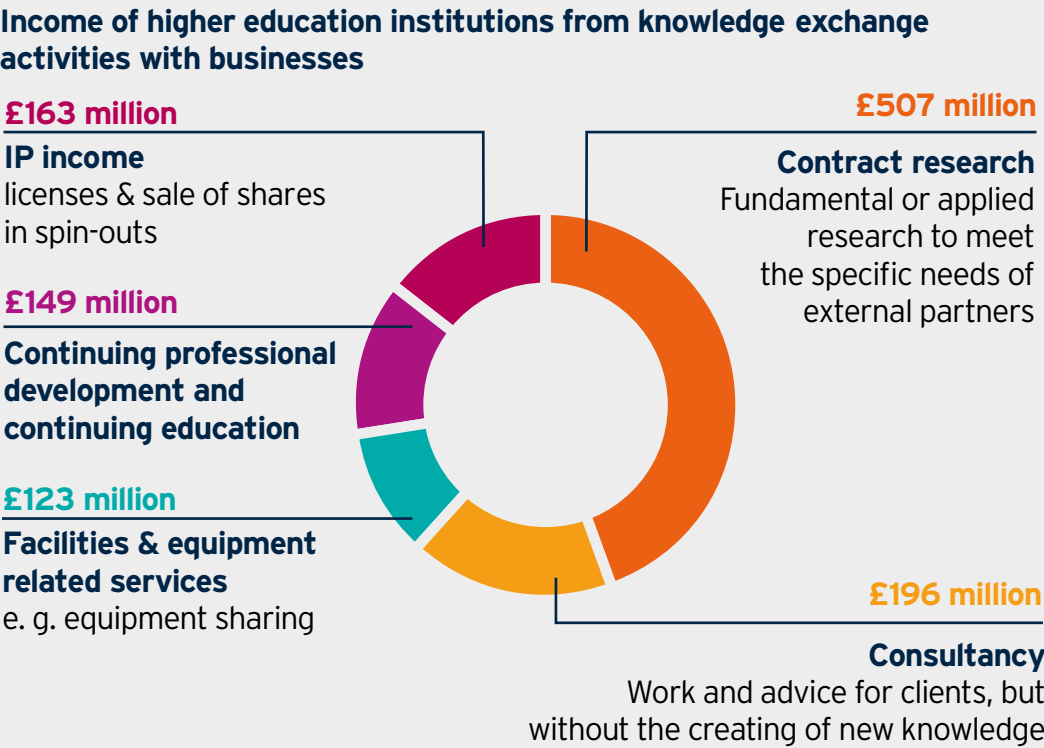 Income of higher education institutions from knowledge exchange
activities with businesses
£163 million
IP income
licenses & sale of shares
in spin-outs
£149 million
Continuing professional
development and
continuing education
£123 million
Facilities & equipment
related services
e. g. equipment sharing
£507 million
Contract research
Fundamental or applied
research to meet
the specific needs of
external partners
£196 million
Consultancy
Work and advice for clients, but
without the creating of new knowledge